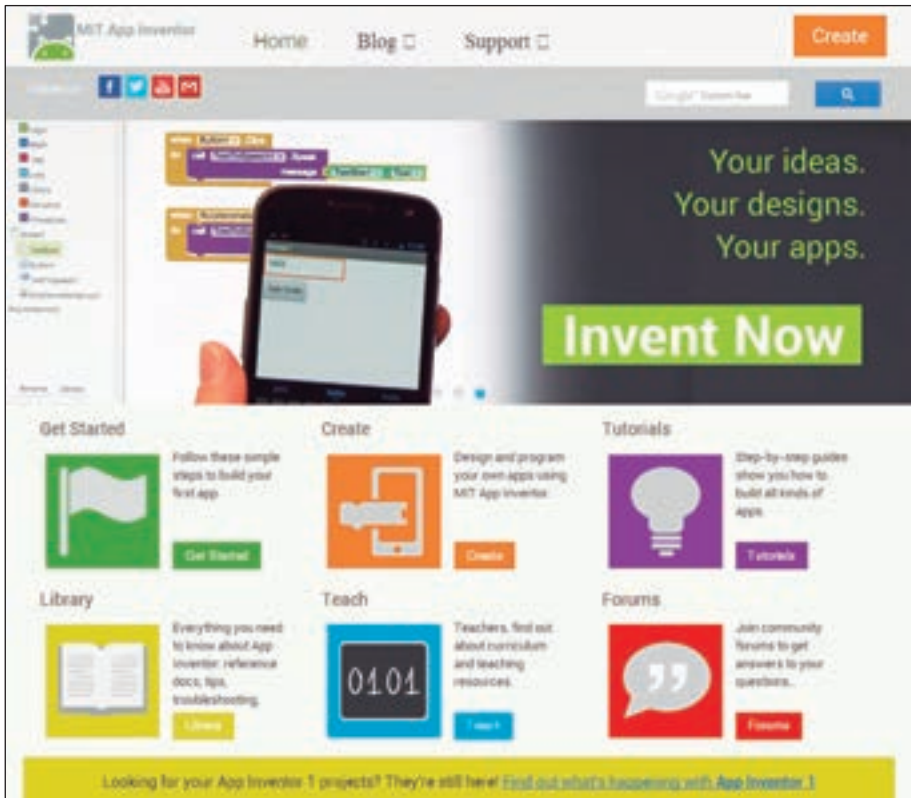 MIT App Inventor
Home
Blog
Support
Create
Your ideas.
Your designs.
Your apps.
Invent Now
Get Started
Follow these simple
steps to build your
first app.
Get Started
Create
Design and program
your own apps using
MIT App Inventor
Create
Tutorials
Step-by-step guides
show you how to
build all kinds of
apps.
Tutorials
Library
Everything you need
to know about App
Inventor: reference
docs, tips,
troubleshooting.
Library
Teach
0101
Teachers, find out
about curriculum
and teaching
resources.
Teach
Forums
Join community
forums to get
answers to your
questions.
Forums
Looking for your App Inventor 1 projects? They're still here! Find out what's happening with App Inventor 1